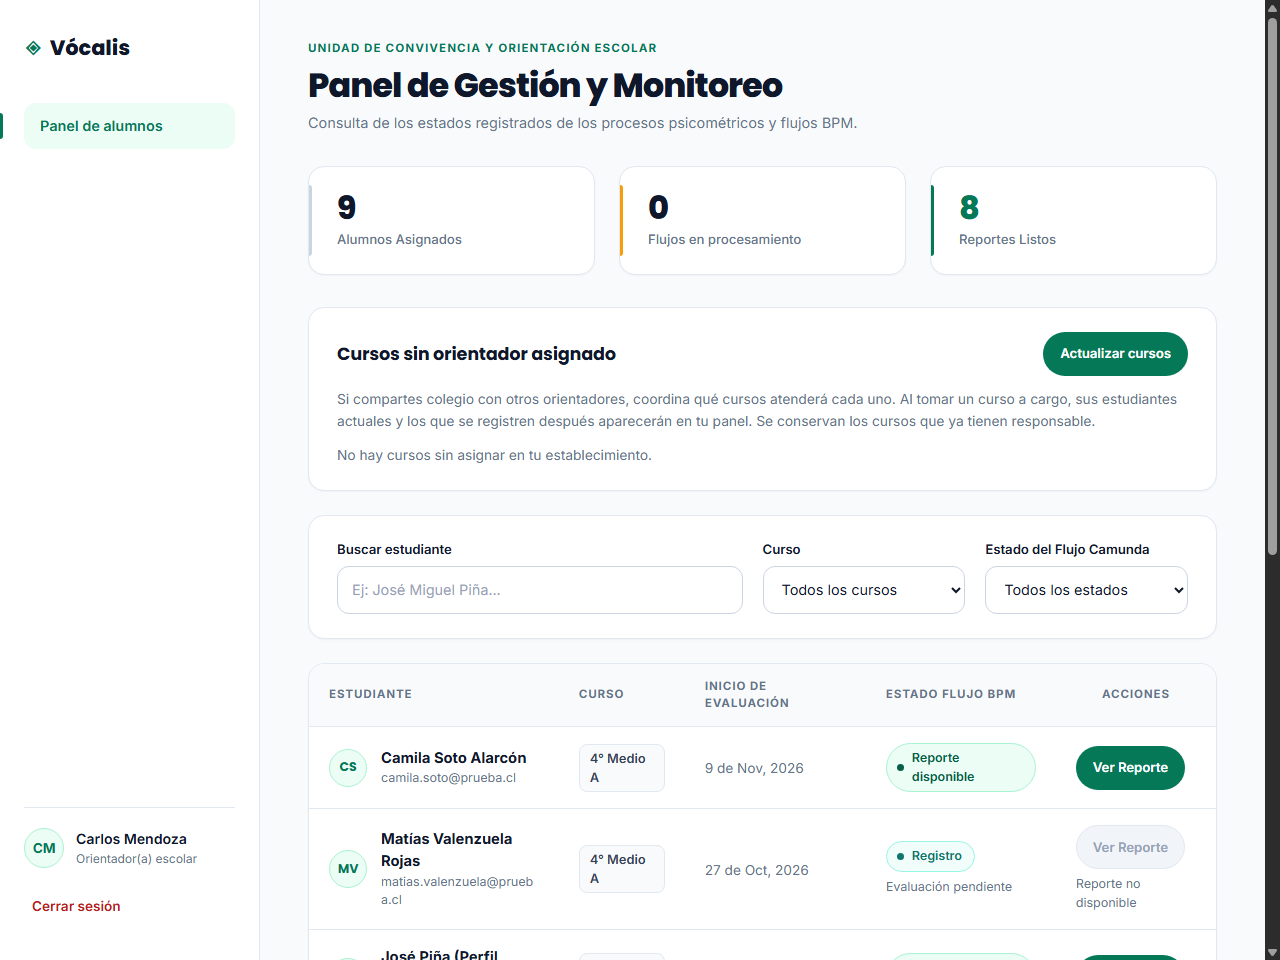 Vócalis
Panel de alumnos
CM
Carlos Mendoza
Orientador(a) escolar
Cerrar sesión
UNIDAD DE CONVIVENCIA Y ORIENTACIÓN ESCOLAR
Panel de Gestión y Monitoreo
Consulta de los estados registrados de los procesos psicométricos y flujos BPM.
9
Alumnos Asignados
0
Flujos en procesamiento
8
Reportes Listos
Cursos sin orientador asignado
Actualizar cursos
Si compartes colegio con otros orientadores, coordina qué cursos atenderá cada uno. Al tomar un curso a cargo, sus estudiantes
actuales y los que se registren después aparecerán en tu panel. Se conservan los cursos que ya tienen responsable.
No hay cursos sin asignar en tu establecimiento.
Buscar estudiante
Ej: José Miguel Piña...
Curso
Todos los cursos
Estado del Flujo Camunda
Todos los estados
ESTUDIANTE
CURSO
INICIO DE
EVALUACIÓN
ESTADO FLUJO BPM
ACCIONES
CS
Camila Soto Alarcón
camila.soto@prueba.cl
4º Medio
A
9 de Nov, 2026
Reporte
disponible
Ver Reporte
MV
Matías Valenzuela
Rojas
matias.valenzuela@prueb
a.cl
4º Medio
A
27 de Oct, 2026
Registro
Evaluación pendiente
Ver Reporte
Reporte no
disponible
José Piña (Perfil